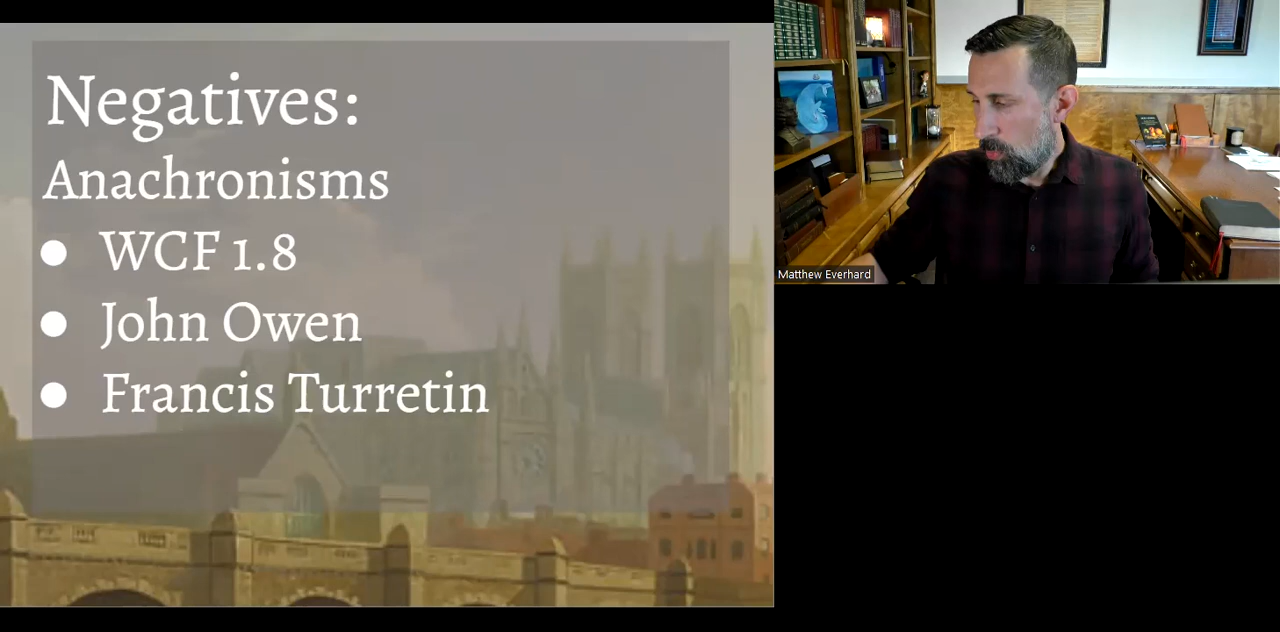 Negatives:
Anachronisms
● WCF 1.8
● John Owen
● Francis Turretin
Matthew Everhard